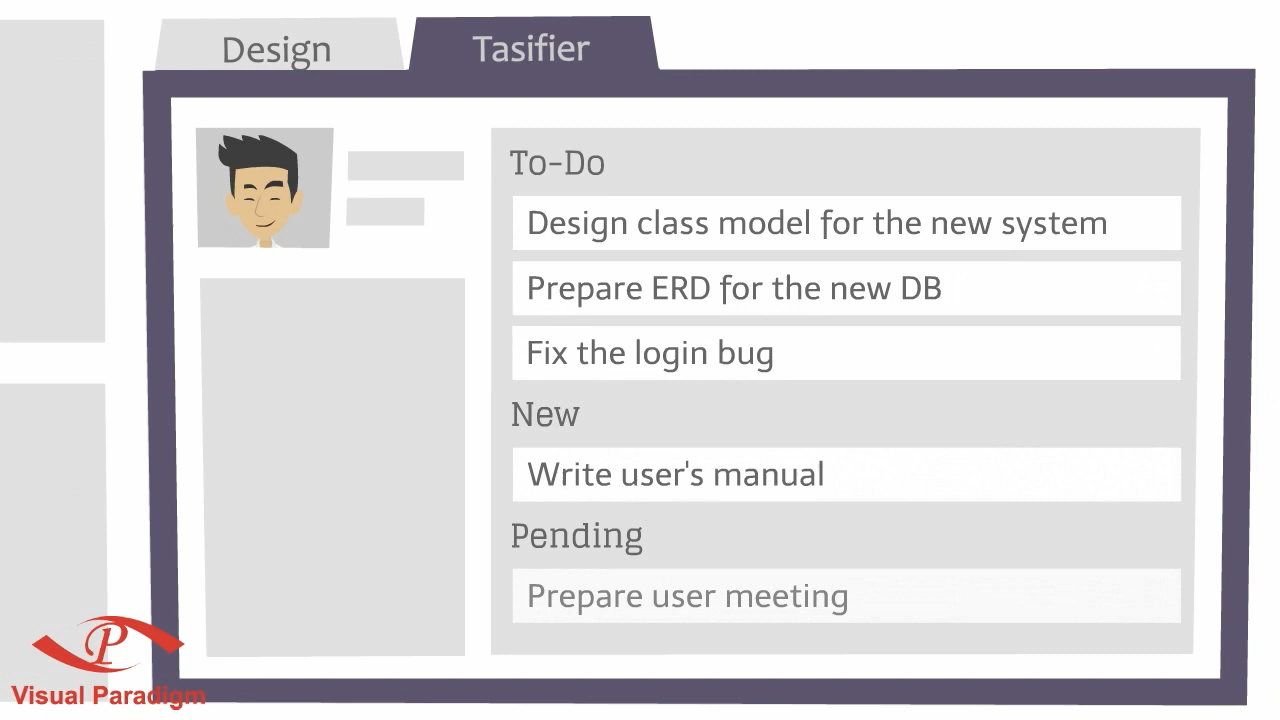 Design
Tasifier
To-Do
Design class model for the new system
Prepare ERD for the new DB
Fix the login bug
New
Write user's manual
Pending
Prepare user meeting
P
Visual Paradigm